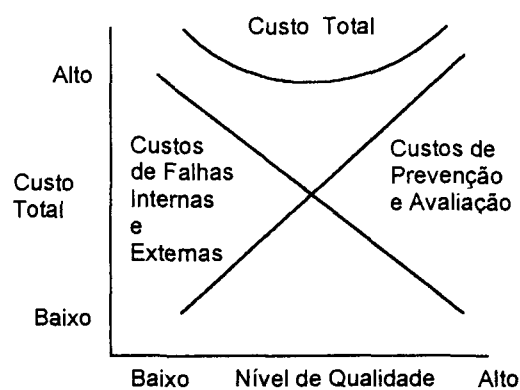 Custo Total
Alto
Custos
de Falhas
Internas
e
Externas
Custos de
Prevenção
e Avaliação
Custo
Total
Baixo
Baixo Nível de Qualidade Alto